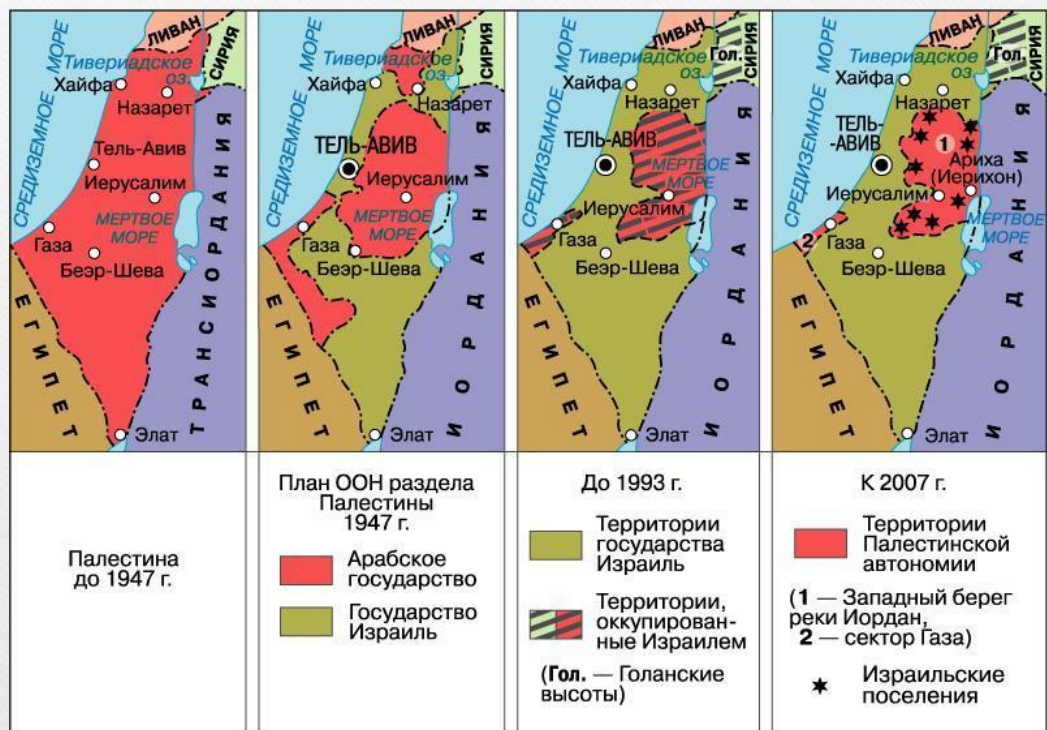 СРЕДИЗЕМНОЕ МОРЕ
ЛИВАН
СИРИЯ
Тивериадское
оз.
Хайфа
Назарет
Тель-Авив
Иерусалим
МЕРТВОЕ
МОРЕ
Газа
Беэр-Шева
ЕГИПЕТ
ТРАНСИОРДАНИЯ
Элат
Палестина
до 1947 г.
СРЕДИЗЕМНОЕ МОРЕ
ЛИВАН
СИРИЯ
Тивериадское
оз.
Хайфа
Назарет
ТЕЛЬ-АВИВ
Иерусалим
МЕРТВОЕ
МОРЕ
Газа
Беэр-Шева
ЕГИПЕТ
ИОРДАНИЯ
Элат
План ООН раздела
Палестины
1947 г.
Арабское
государство
Государство
Израиль
СРЕДИЗЕМНОЕ МОРЕ
ЛИВАН
СИРИЯ
Гол.
Тивериадское
оз.
Хайфа
Назарет
ТЕЛЬ-АВИВ
МЕРТВОЕ
МОРЕ
Иерусалим
Газа
Беэр-Шева
ЕГИПЕТ
ИОРДАНИЯ
Элат
До 1993 г.
Территории
государства
Израиль
Территории,
оккупирован-
ные Израилем
(Гол. — Голанские
высоты)
СРЕДИЗЕМНОЕ МОРЕ
ЛИВАН
СИРИЯ
Гол.
Тивериадское
оз.
Хайфа
Назарет
ТЕЛЬ-
-АВИВ
1
Ариха
(Иерихон)
Иерусалим
МЕРТВОЕ
МОРЕ
2
Газа
Беэр-Шева
ЕГИПЕТ
ИОРДАНИЯ
Элат
К 2007 г.
Территории
Палестинской
автономии
(1 — Западный берег
реки Иордан,
2 — сектор Газа)
Израильские
поселения